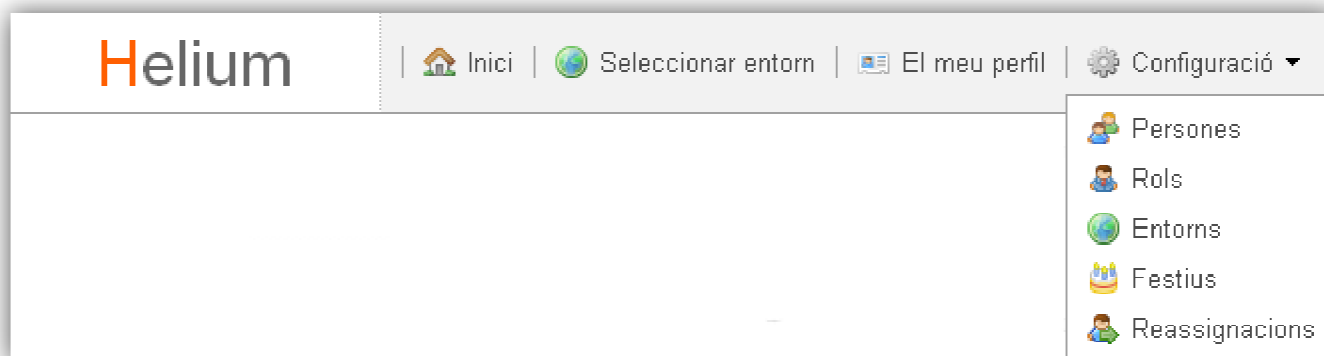 Helium | Inici | Seleccionar entorn | El meu perfil | Configuració
Persones
Rols
Entorns
Festius
Reassignacions